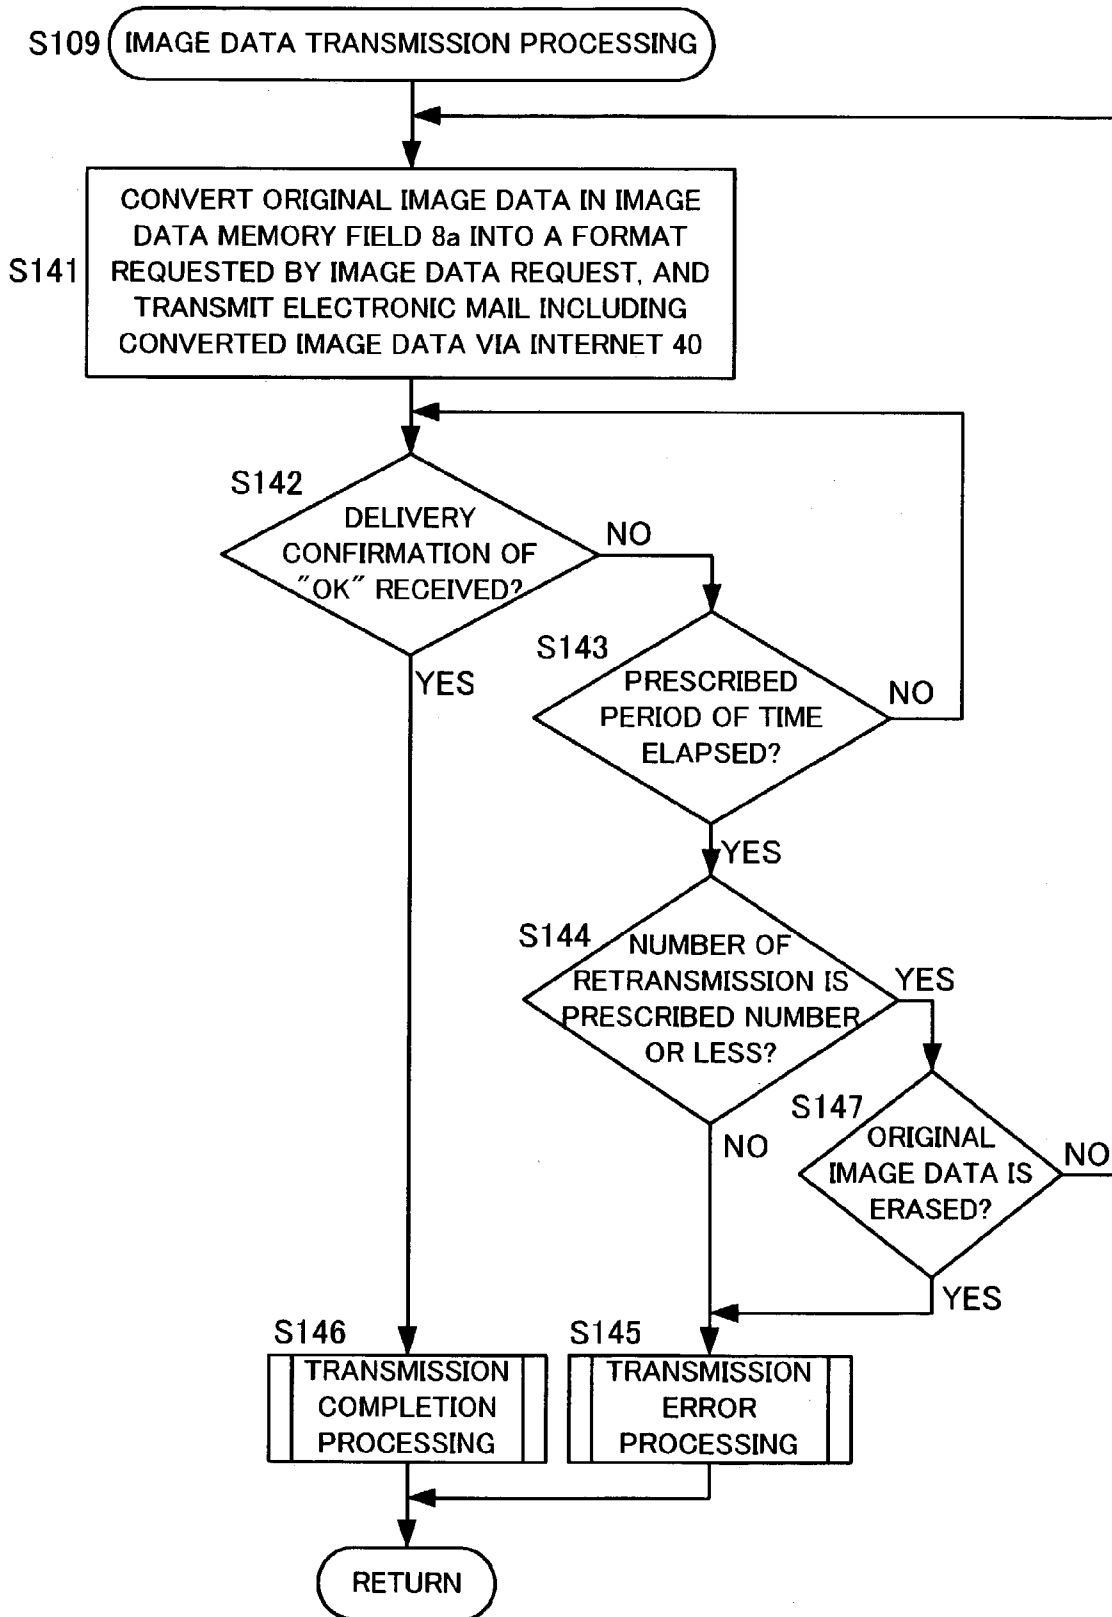 S109
IMAGE DATA TRANSMISSION PROCESSING
S141
CONVERT ORIGINAL IMAGE DATA IN IMAGE
DATA MEMORY FIELD 8a INTO A FORMAT
REQUESTED BY IMAGE DATA REQUEST, AND
TRANSMIT ELECTRONIC MAIL INCLUDING
CONVERTED IMAGE DATA VIA INTERNET 40
S142
DELIVERY
CONFIRMATION OF
"OK" RECEIVED?
NO
YES
S143
PRESCRIBED
PERIOD OF TIME
ELAPSED?
NO
YES
S144
NUMBER OF
RETRANSMISSION IS
PRESCRIBED NUMBER
OR LESS?
YES
NO
S147
ORIGINAL
IMAGE DATA IS
ERASED?
NO
YES
S146
TRANSMISSION
COMPLETION
PROCESSING
S145
TRANSMISSION
ERROR
PROCESSING
RETURN